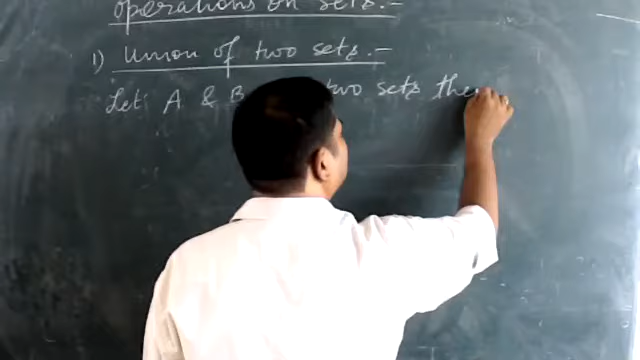 operations on sets.-
1) Union of two sets.-
Let A & B two sets the